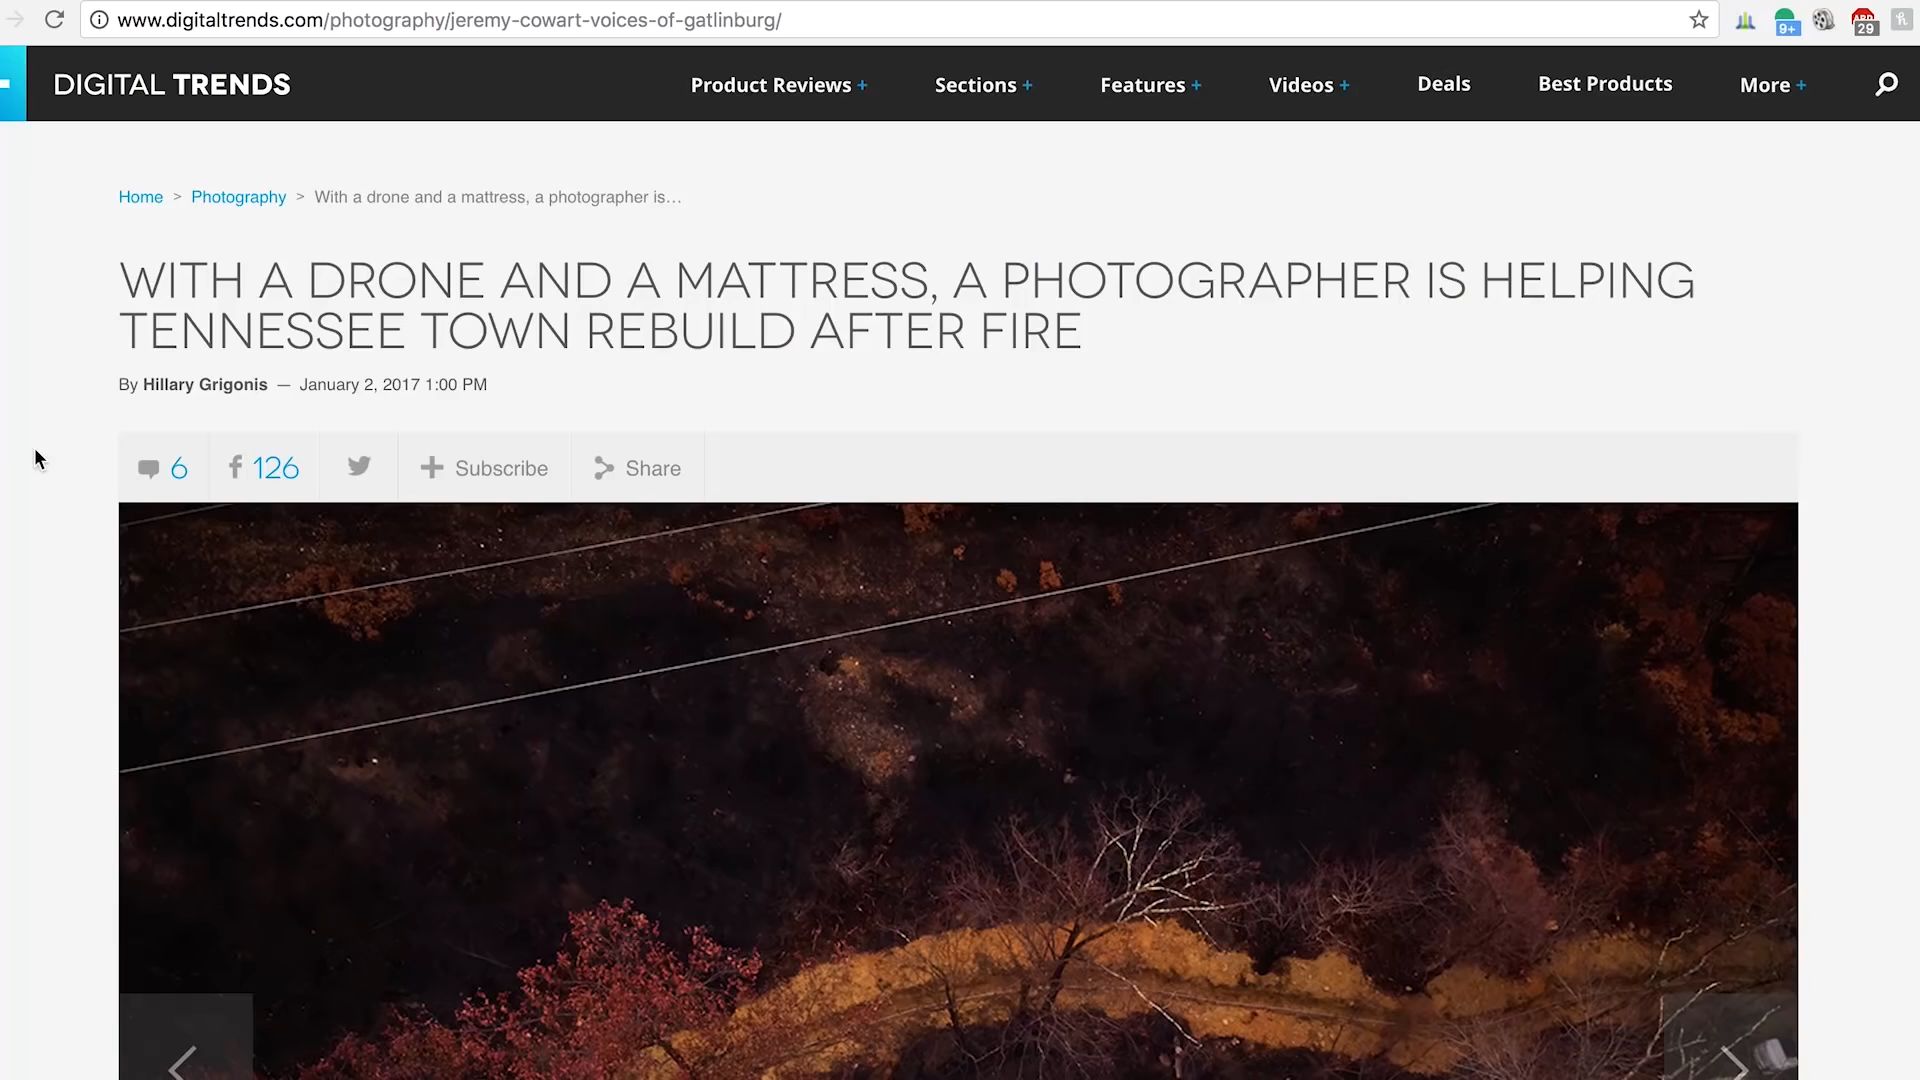 www.digitaltrends.com/photography/jeremy-cowart-voices-of-gatlinburg/
9+
29
DIGITAL TRENDS
Product Reviews +
Sections +
Features +
Videos +
Deals
Best Products
More +
Home > Photography > With a drone and a mattress, a photographer is...
WITH A DRONE AND A MATTRESS, A PHOTOGRAPHER IS HELPING
TENNESSEE TOWN REBUILD AFTER FIRE
By Hillary Grigonis — January 2, 2017 1:00 PM
6
126
Subscribe
Share